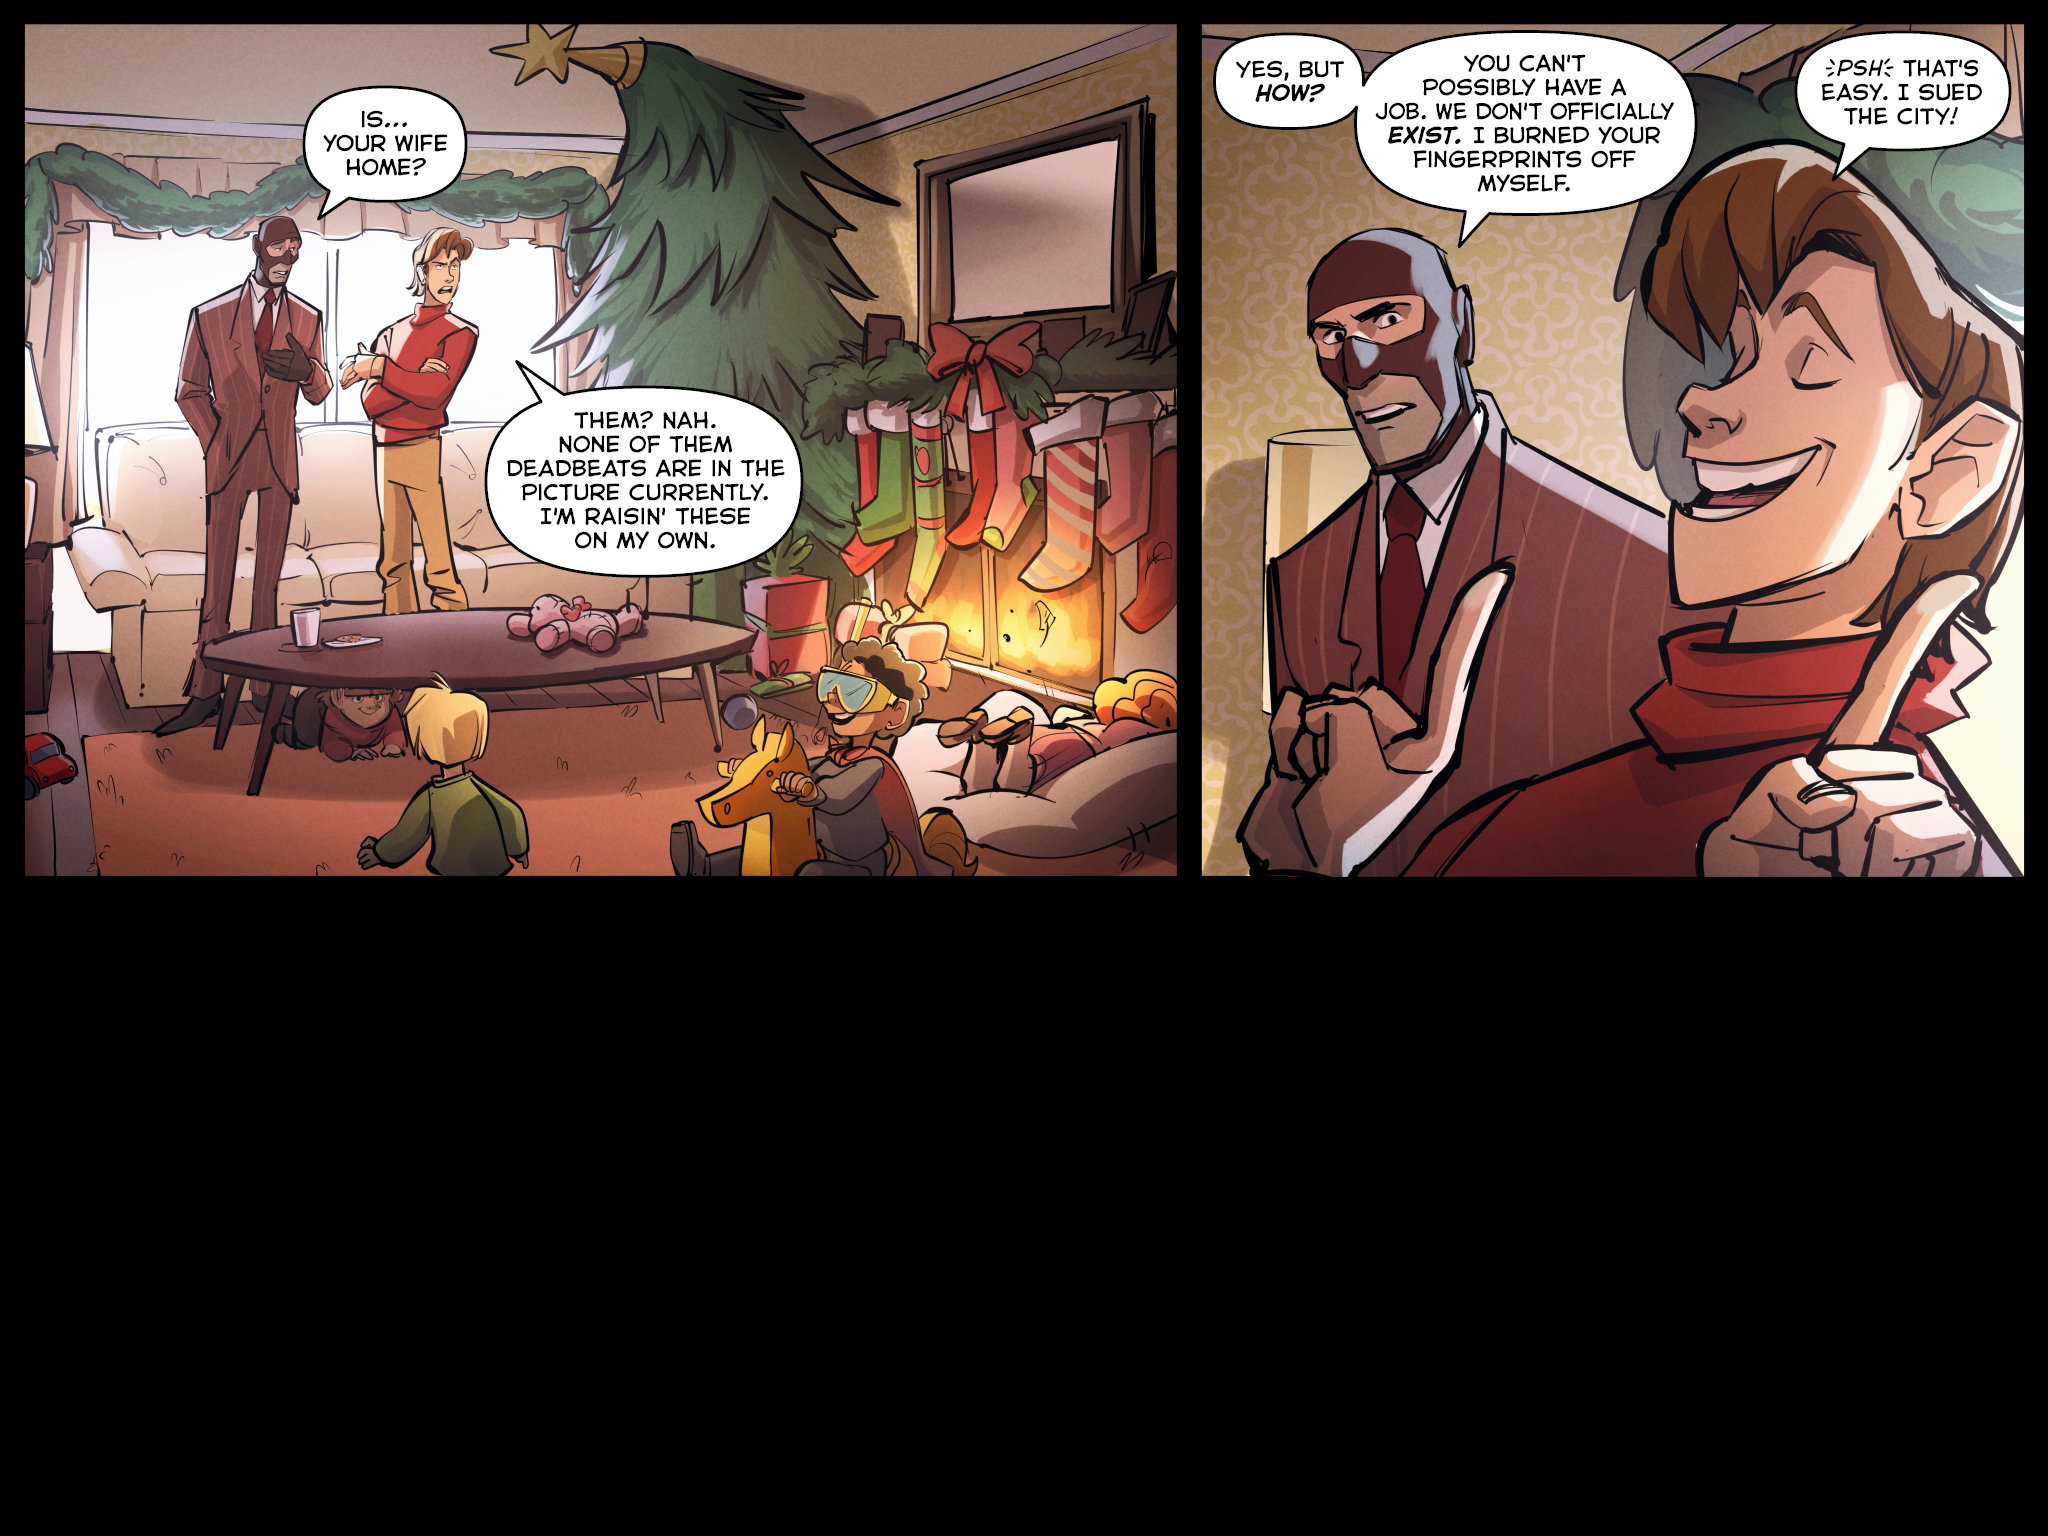 IS...
YOUR WIFE
HOME?
THEM? NAH.
NONE OF THEM
DEADBEATS ARE IN THE
PICTURE CURRENTLY.
I'M RAISIN' THESE
ON MY OWN.
YES, BUT
HOW?
YOU CAN'T
POSSIBLY HAVE A
JOB. WE DON'T OFFICIALLY
EXIST. I BURNED YOUR
FINGERPRINTS OFF
MYSELF.
PSH THAT'S
EASY. I SUED
THE CITY!